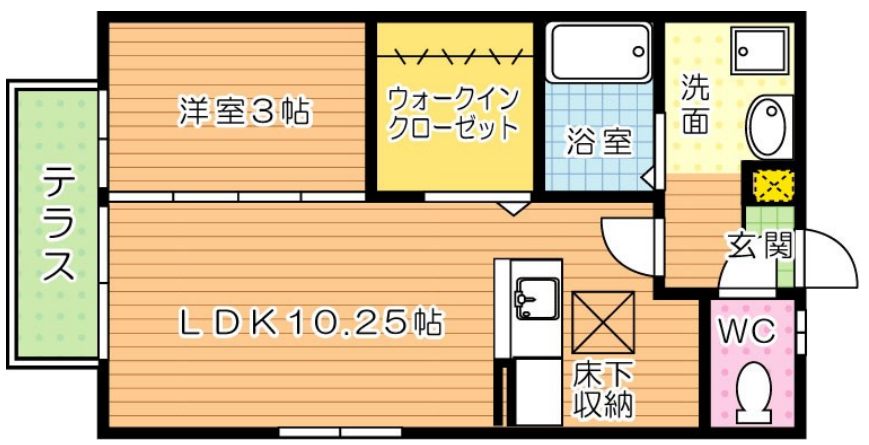 洋室3帖
ウォークイン
クローゼット
浴室
洗
面
テ
ラ
ス
玄関
LDK10.25帖
WC
床下
収納